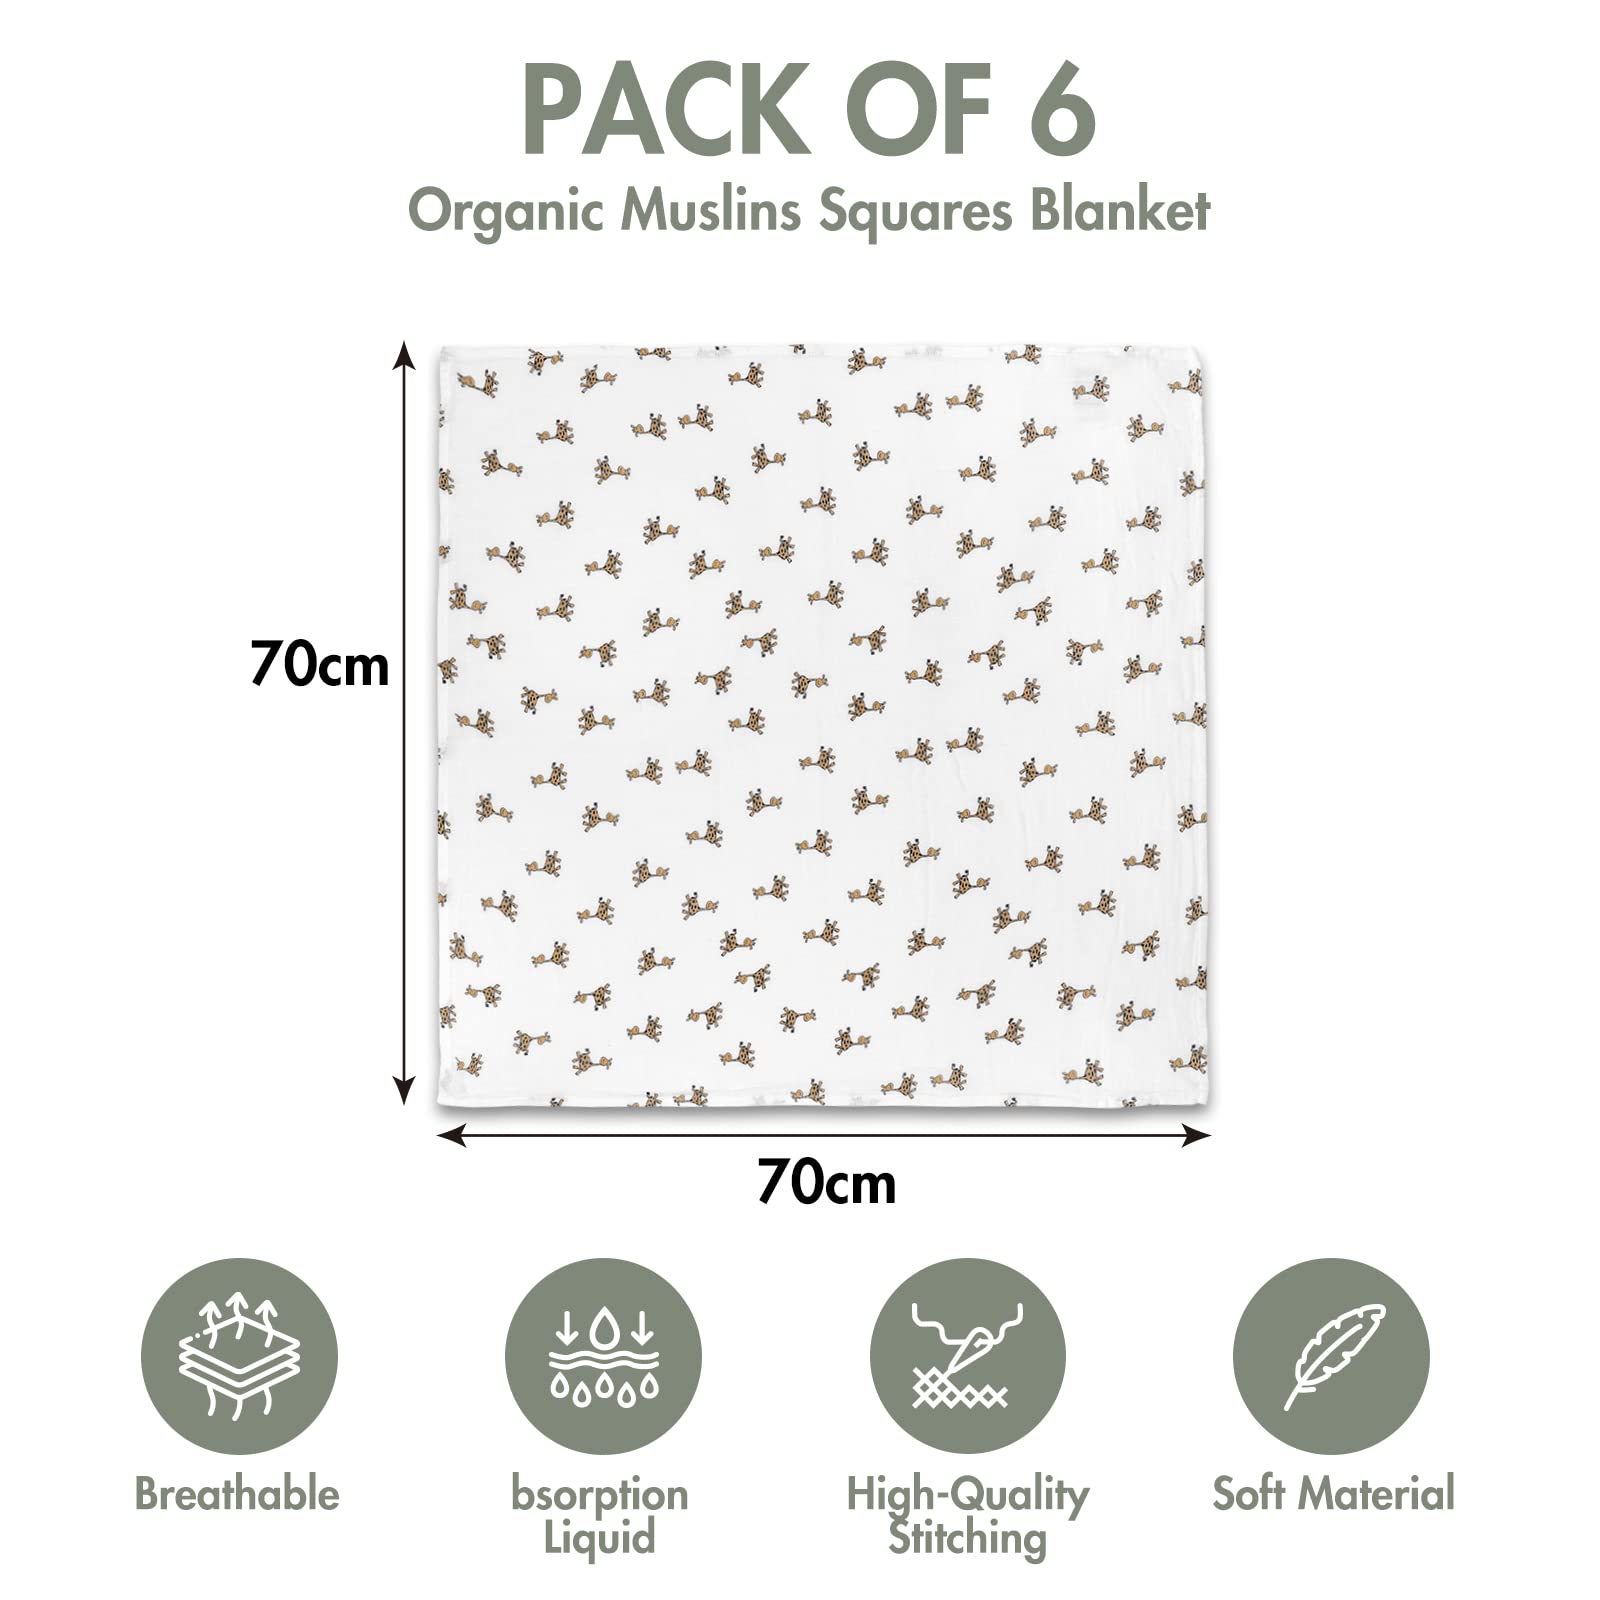 PACK OF 6
Organic Muslins Squares Blanket
70cm
70cm
Breathable
bsorption
Liquid
High-Quality
Stitching
Soft Material